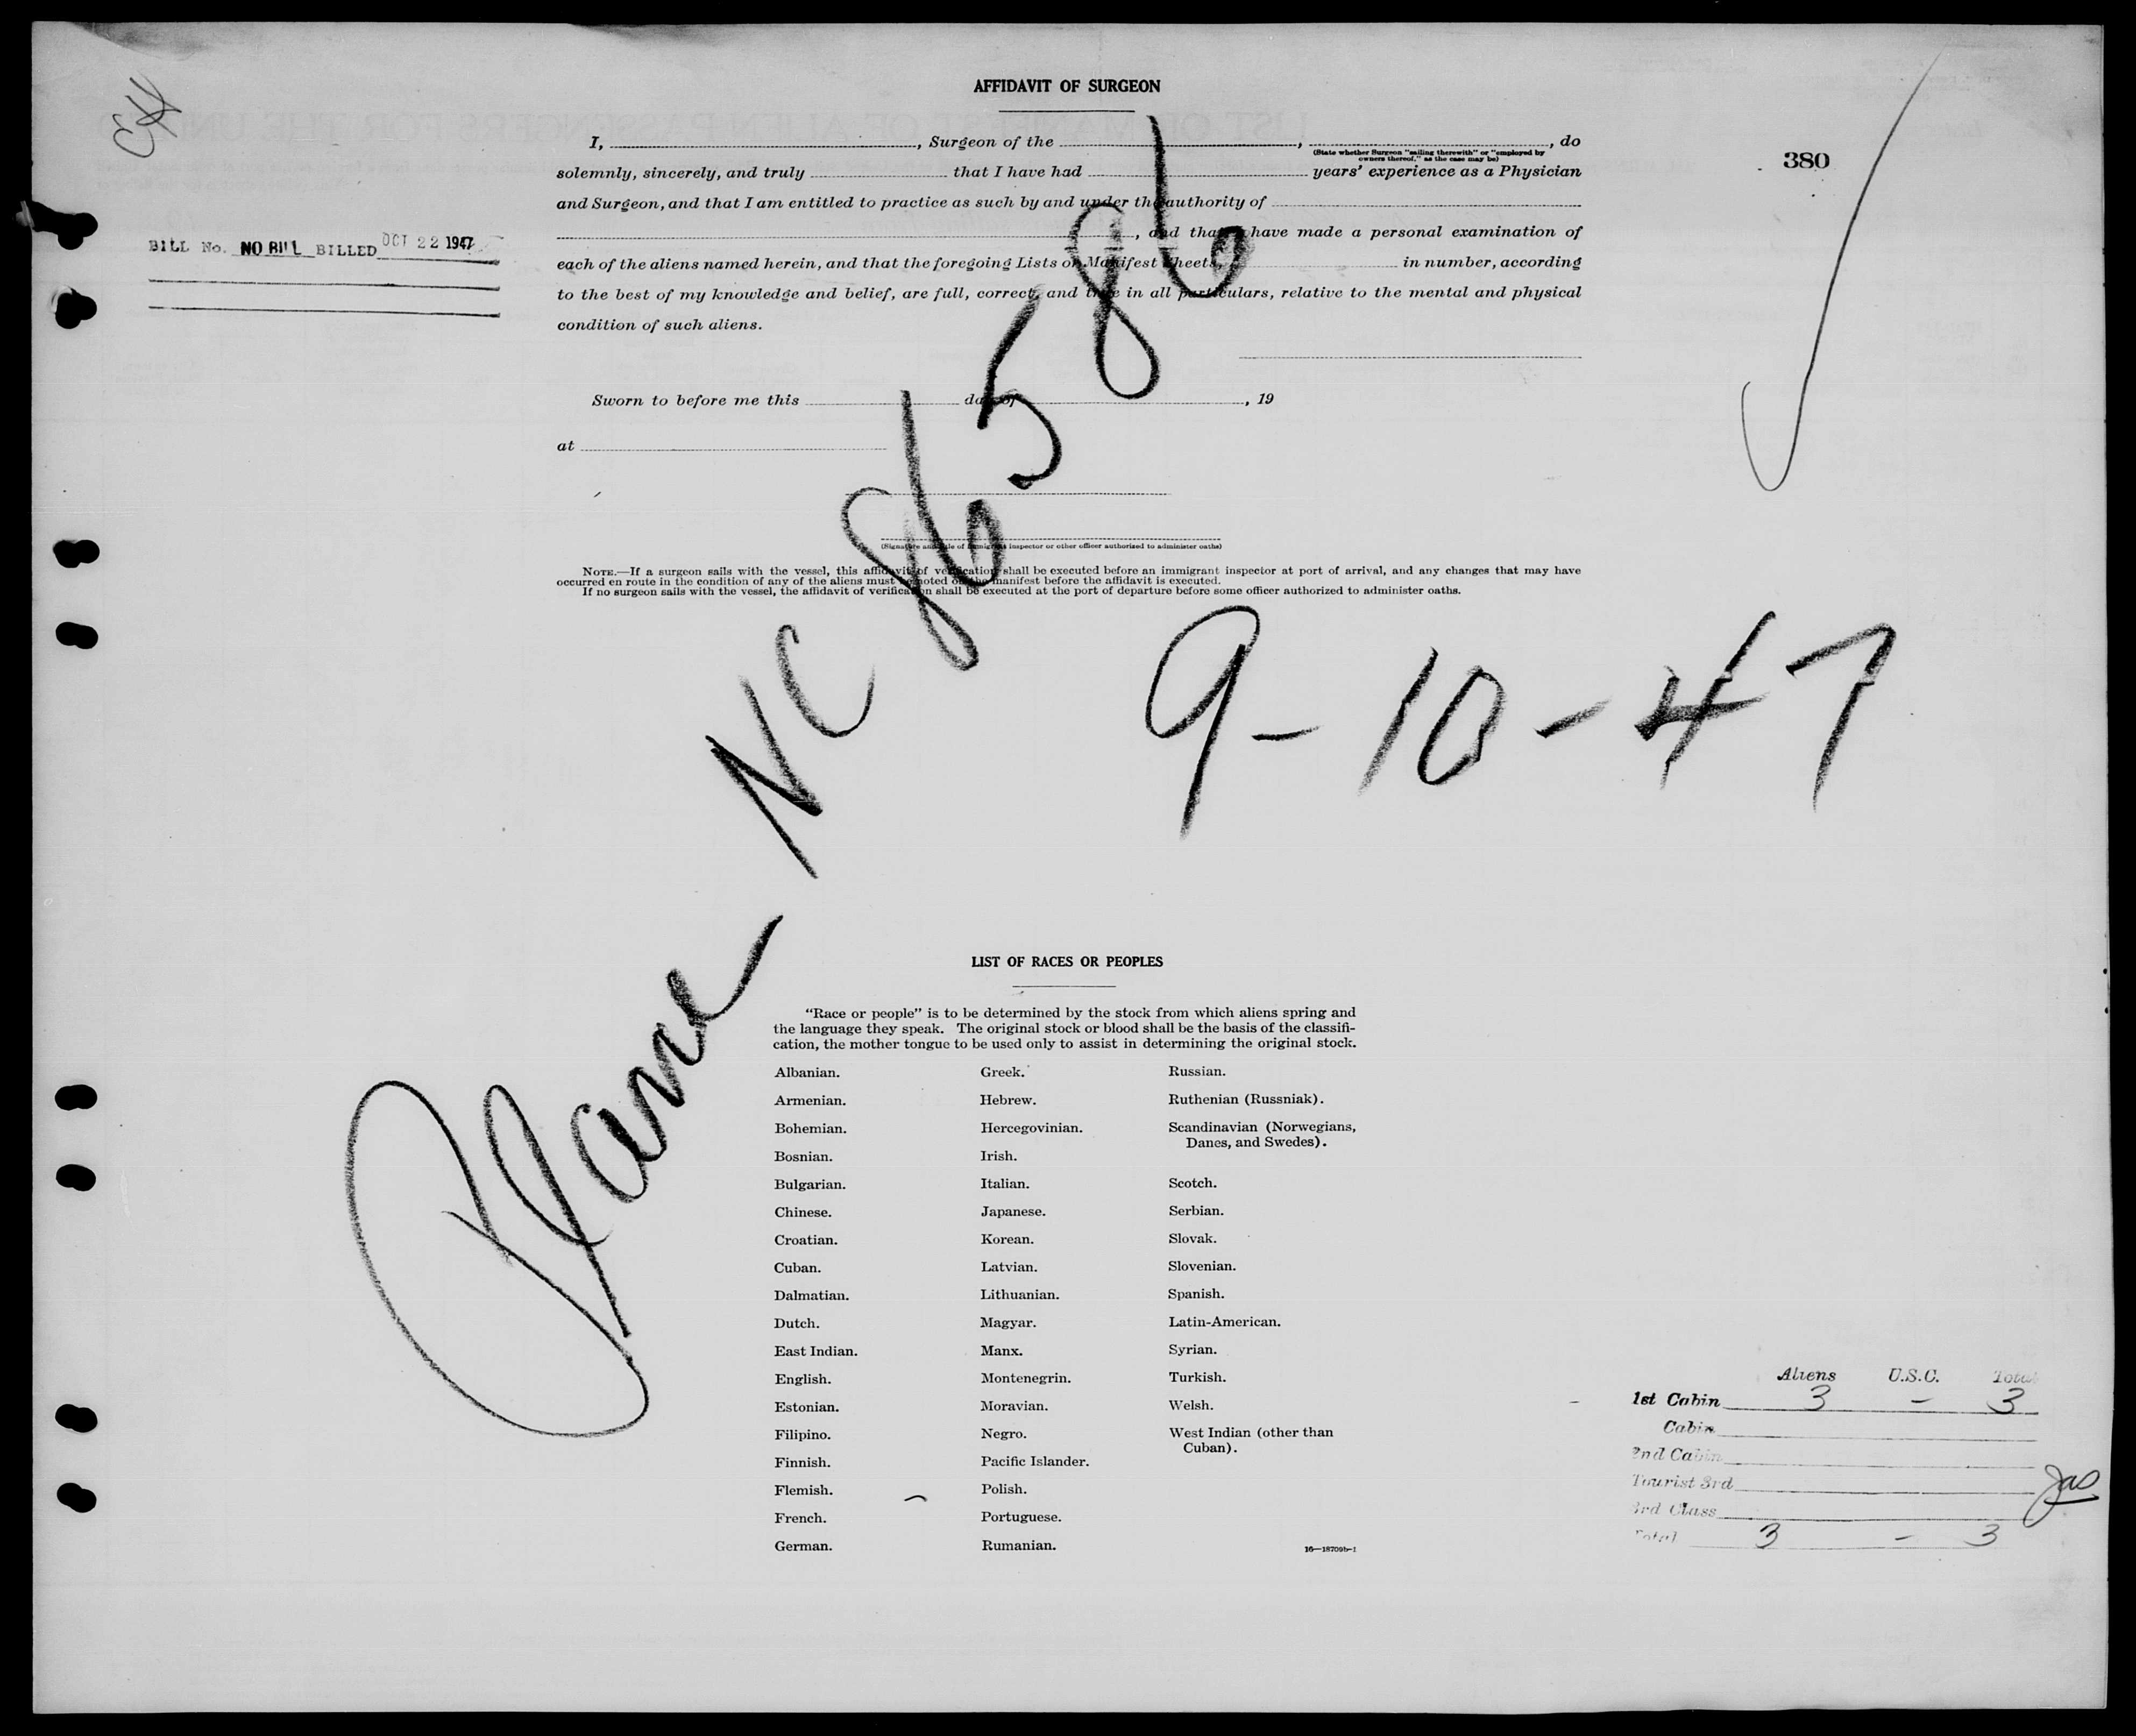 AFFIDAVIT OF SURGEON
380
I, , Surgeon of the , , do
(State whether Surgeon "sailing therewith" or "employed by
owners thereof," as the case may be)
solemnly, sincerely, and truly that I have had years' experience as a Physician
and Surgeon, and that I am entitled to practice as such by and under the authority of
, and that I have made a personal examination of
BILL No. NO BILL BILLED OCT 22 1947
each of the aliens named herein, and that the foregoing Lists or Manifest Sheets, in number, according
to the best of my knowledge and belief, are full, correct, and true in all particulars, relative to the mental and physical
condition of such aliens.
Sworn to before me this day of , 19
at
(Signature and title of immigrant inspector or other officer authorized to administer oaths)
NOTE.—If a surgeon sails with the vessel, this affidavit of verification shall be executed before an immigrant inspector at port of arrival, and any changes that may have
occurred en route in the condition of any of the aliens must be noted on the manifest before the affidavit is executed.
If no surgeon sails with the vessel, the affidavit of verification shall be executed at the port of departure before some officer authorized to administer oaths.
Plane NC 86586
9-10-47
LIST OF RACES OR PEOPLES
"Race or people" is to be determined by the stock from which aliens spring and
the language they speak. The original stock or blood shall be the basis of the classifi-
cation, the mother tongue to be used only to assist in determining the original stock.
Albanian.
Armenian.
Bohemian.
Bosnian.
Bulgarian.
Chinese.
Croatian.
Cuban.
Dalmatian.
Dutch.
East Indian.
English.
Estonian.
Filipino.
Finnish.
Flemish.
French.
German.
Greek.
Hebrew.
Hercegovinian.
Irish.
Italian.
Japanese.
Korean.
Latvian.
Lithuanian.
Magyar.
Manx.
Montenegrin.
Moravian.
Negro.
Pacific Islander.
Polish.
Portuguese.
Rumanian.
Russian.
Ruthenian (Russniak).
Scandinavian (Norwegians,
Danes, and Swedes).
Scotch.
Serbian.
Slovak.
Slovenian.
Spanish.
Latin-American.
Syrian.
Turkish.
Welsh.
West Indian (other than
Cuban).
16—18709b-1
Aliens U.S.C. Total
1st Cabin 3 - 3
Cabin
2nd Cabin
Tourist 3rd
3rd Class
Total 3 - 3